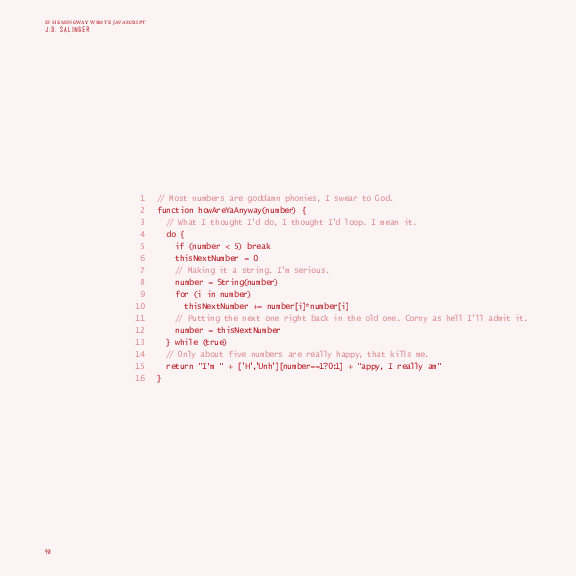 IF HEMINGWAY WROTE JAVASCRIPT
J.D. SALINGER
1 // Most numbers are goddamn phonies, I swear to God.
2 function howAreYaAnyway(number) {
3 // What I thought I'd do, I thought I'd loop. I mean it.
4 do {
5 if (number < 5) break
6 thisNextNumber = 0
7 // Making it a string. I'm serious.
8 number = String(number)
9 for (i in number)
10 thisNextNumber += number[i]*number[i]
11 // Putting the next one right back in the old one. Corny as hell I'll admit it.
12 number = thisNextNumber
13 } while (true)
14 // Only about five numbers are really happy, that kills me.
15 return "I'm " + ['H','Unh'][number==1?0:1] + "appy, I really am"
16 }